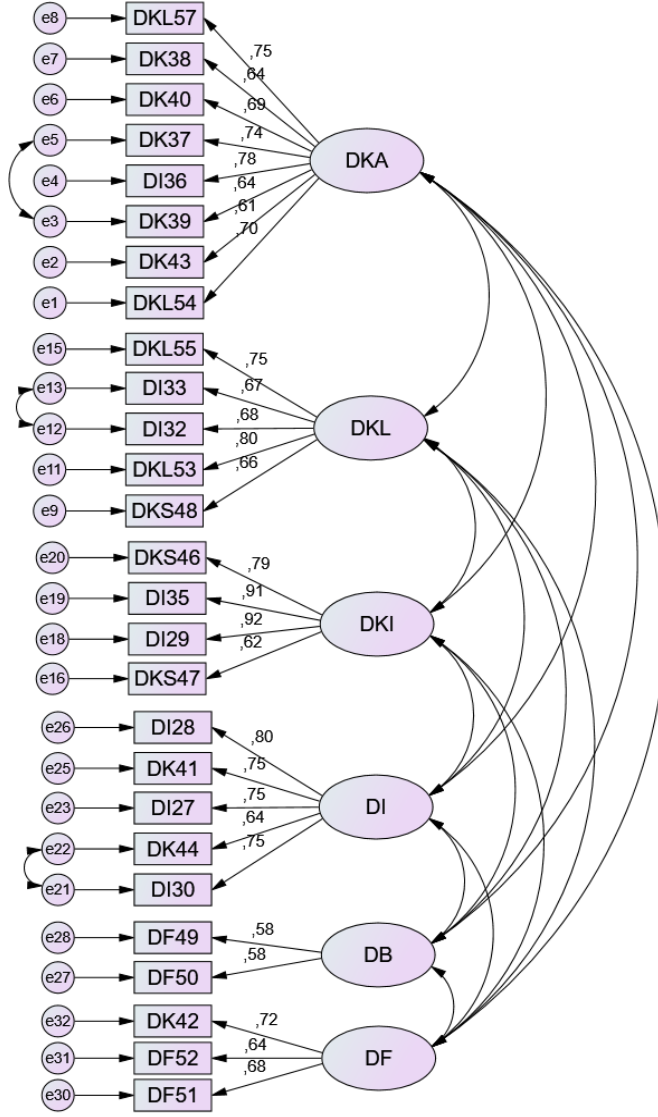 e8 DKL57 ,75
e7 DK38 ,64
e6 DK40 ,69
e5 DK37 ,74 DKA
e4 DI36 ,78
e3 DK39 ,64
e2 DK43 ,61
e1 DKL54 ,70
e15 DKL55 ,75
e13 DI33 ,67
e12 DI32 ,68 DKL
e11 DKL53 ,80
e9 DKS48 ,66
e20 DKS46 ,79
e19 DI35 ,91
e18 DI29 ,92 DKI
e16 DKS47 ,62
e26 DI28 ,80
e25 DK41 ,75
e23 DI27 ,75 DI
e22 DK44 ,64
e21 DI30 ,75
e28 DF49 ,58 DB
e27 DF50 ,58
e32 DK42 ,72
e31 DF52 ,64 DF
e30 DF51 ,68